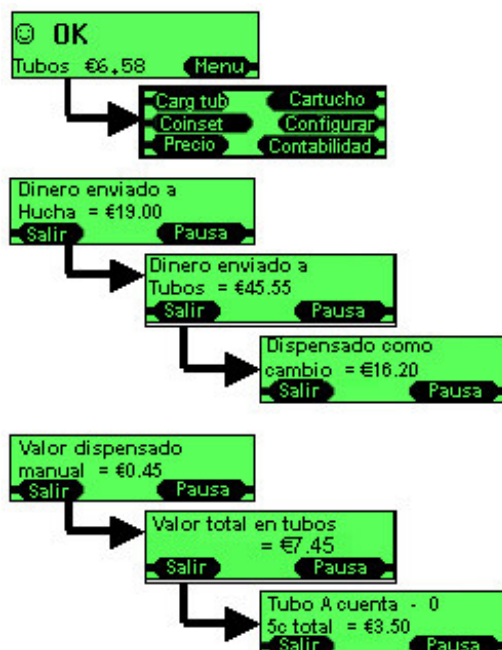 ☺ OK
Tubos €6.58 Menu
Carg tub Cartucho
Coinset Configurar
Precio Contabilidad
Dinero enviado a
Hucha = €19.00
Salir Pausa
Dinero enviado a
Tubos = €45.55
Salir Pausa
Dispensado como
cambio = €16.20
Salir Pausa
Valor dispensado
manual = €0.45
Salir Pausa
Valor total en tubos
= €7.45
Salir Pausa
Tubo A cuenta - 0
5c total = €3.50
Salir Pausa